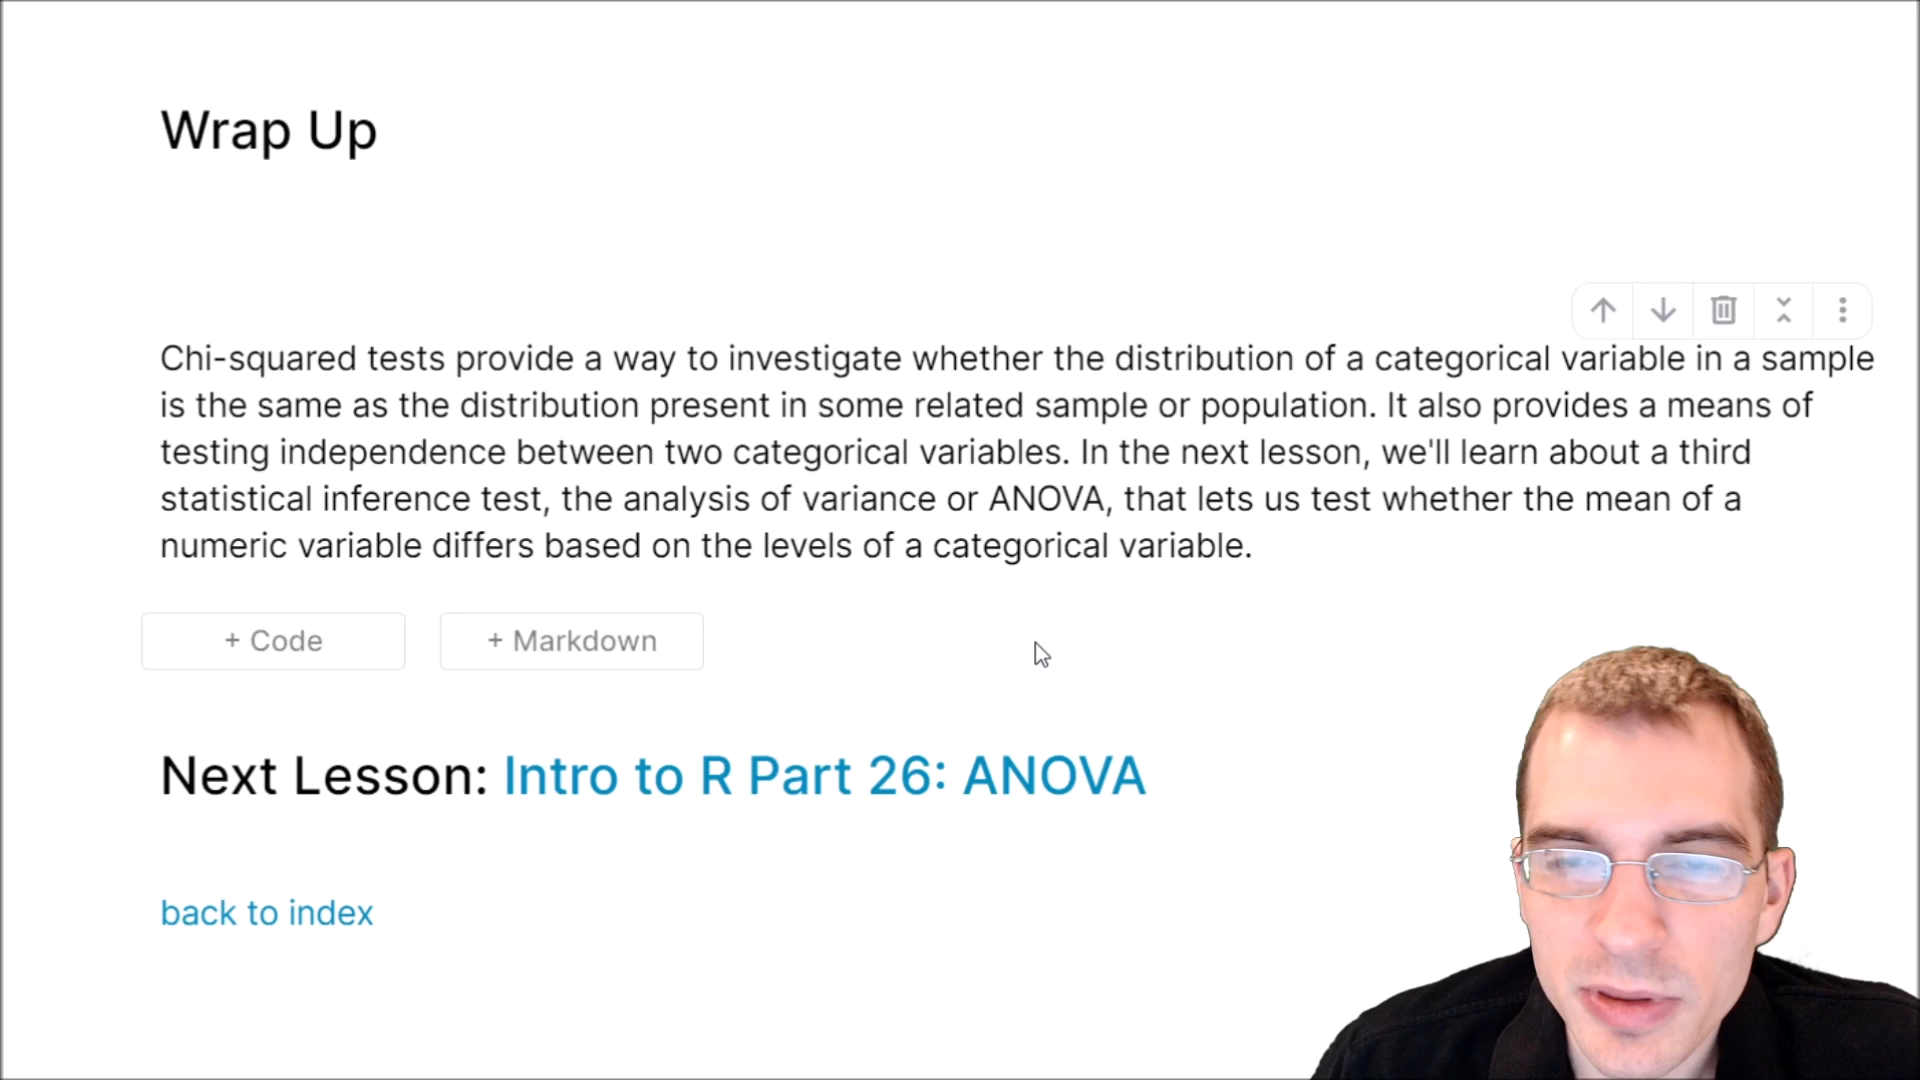 Wrap Up
Chi-squared tests provide a way to investigate whether the distribution of a categorical variable in a sample
is the same as the distribution present in some related sample or population. It also provides a means of
testing independence between two categorical variables. In the next lesson, we'll learn about a third
statistical inference test, the analysis of variance or ANOVA, that lets us test whether the mean of a
numeric variable differs based on the levels of a categorical variable.
+ Code + Markdown
Next Lesson: Intro to R Part 26: ANOVA
back to index